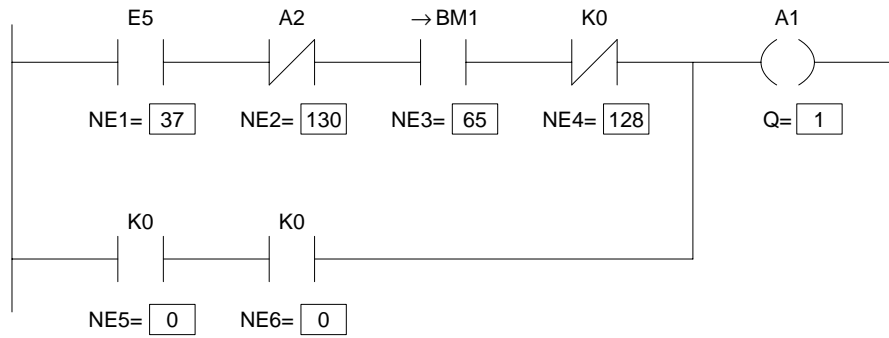 E5 A2 →BM1 K0 A1
NE1= 37 NE2= 130 NE3= 65 NE4= 128 Q= 1
K0 K0
NE5= 0 NE6= 0